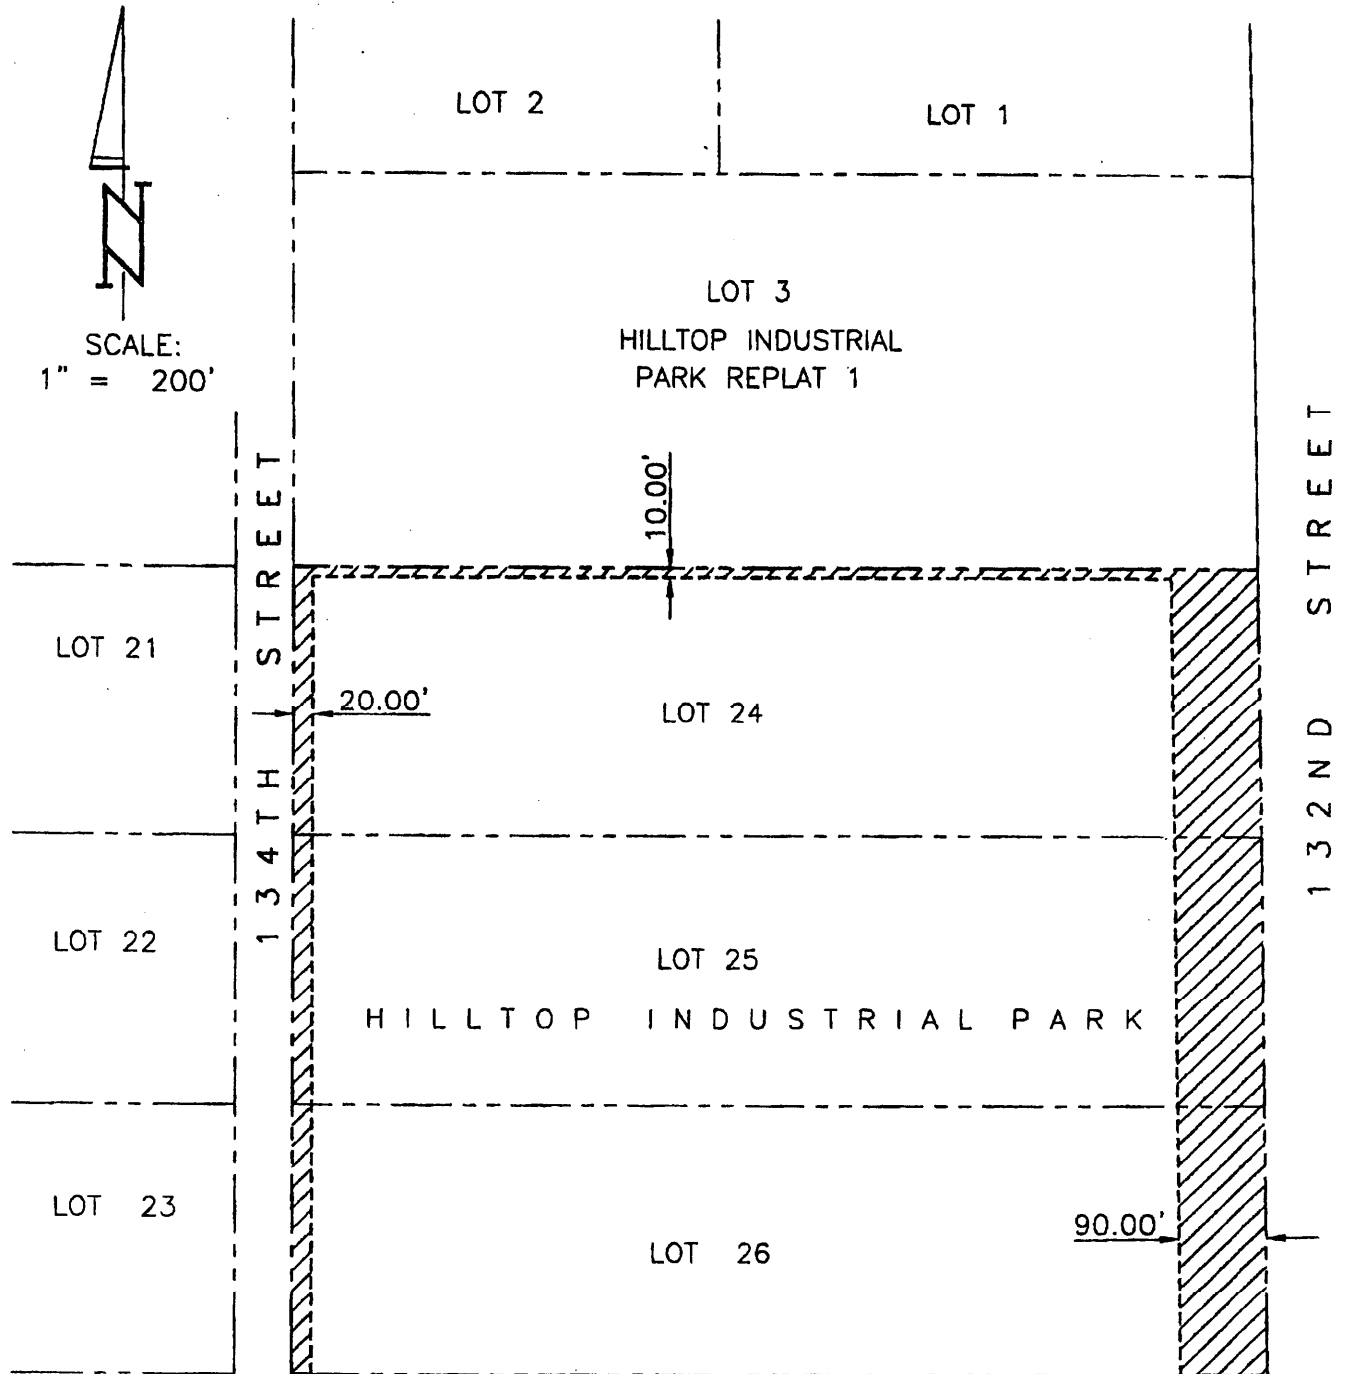 LOT 2
LOT 1
N
SCALE:
1" = 200'
LOT 3
HILLTOP INDUSTRIAL
PARK REPLAT 1
10.00'
134TH STREET
132ND STREET
LOT 21
20.00'
LOT 24
LOT 22
LOT 25
HILLTOP INDUSTRIAL PARK
LOT 23
90.00'
LOT 26